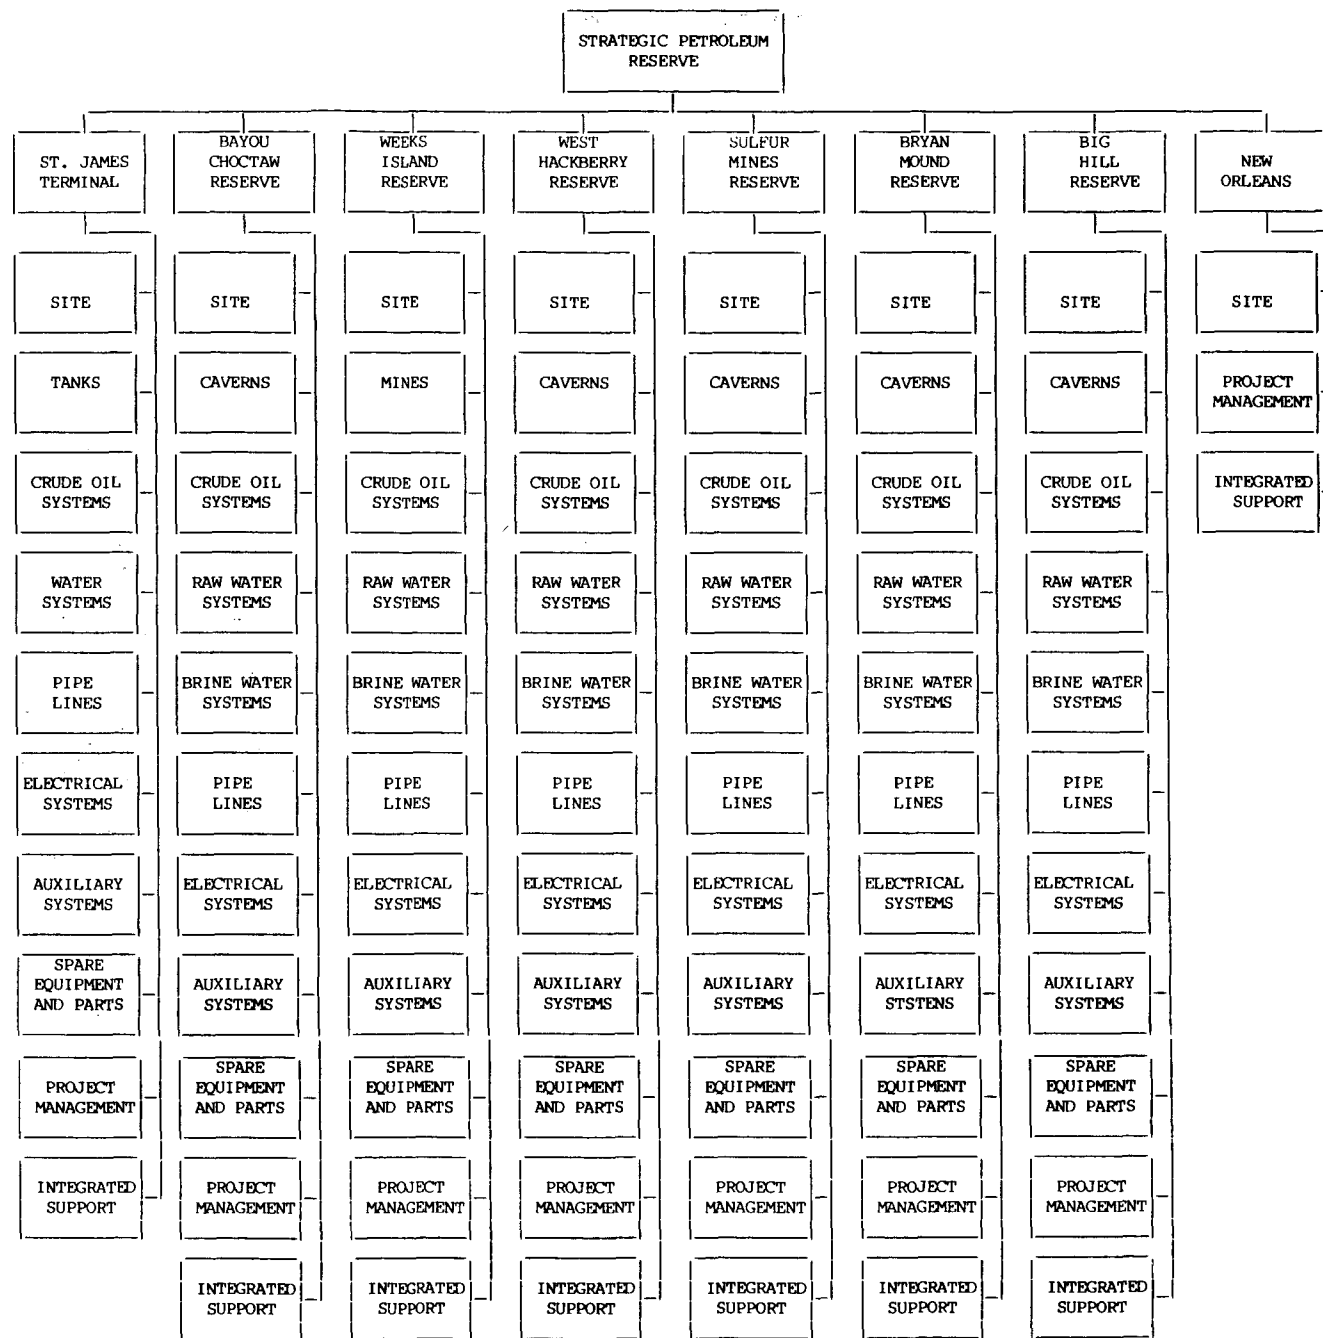 STRATEGIC PETROLEUM
RESERVE
ST. JAMES
TERMINAL
BAYOU
CHOCTAW
RESERVE
WEEKS
ISLAND
RESERVE
WEST
HACKBERRY
RESERVE
SULFUR
MINES
RESERVE
BRYAN
MOUND
RESERVE
BIG
HILL
RESERVE
NEW
ORLEANS
SITE
TANKS
CRUDE OIL
SYSTEMS
WATER
SYSTEMS
PIPE
LINES
ELECTRICAL
SYSTEMS
AUXILIARY
SYSTEMS
SPARE
EQUIPMENT
AND PARTS
PROJECT
MANAGEMENT
INTEGRATED
SUPPORT
SITE
CAVERNS
CRUDE OIL
SYSTEMS
RAW WATER
SYSTEMS
BRINE WATER
SYSTEMS
PIPE
LINES
ELECTRICAL
SYSTEMS
AUXILIARY
SYSTEMS
SPARE
EQUIPMENT
AND PARTS
PROJECT
MANAGEMENT
INTEGRATED
SUPPORT
SITE
MINES
CRUDE OIL
SYSTEMS
RAW WATER
SYSTEMS
BRINE WATER
SYSTEMS
PIPE
LINES
ELECTRICAL
SYSTEMS
AUXILIARY
SYSTEMS
SPARE
EQUIPMENT
AND PARTS
PROJECT
MANAGEMENT
INTEGRATED
SUPPORT
SITE
CAVERNS
CRUDE OIL
SYSTEMS
RAW WATER
SYSTEMS
BRINE WATER
SYSTEMS
PIPE
LINES
ELECTRICAL
SYSTEMS
AUXILIARY
SYSTEMS
SPARE
EQUIPMENT
AND PARTS
PROJECT
MANAGEMENT
INTEGRATED
SUPPORT
SITE
CAVERNS
CRUDE OIL
SYSTEMS
RAW WATER
SYSTEMS
BRINE WATER
SYSTEMS
PIPE
LINES
ELECTRICAL
SYSTEMS
AUXILIARY
SYSTEMS
SPARE
EQUIPMENT
AND PARTS
PROJECT
MANAGEMENT
INTEGRATED
SUPPORT
SITE
CAVERNS
CRUDE OIL
SYSTEMS
RAW WATER
SYSTEMS
BRINE WATER
SYSTEMS
PIPE
LINES
ELECTRICAL
SYSTEMS
AUXILIARY
STSTENS
SPARE
EQUIPMENT
AND PARTS
PROJECT
MANAGEMENT
INTEGRATED
SUPPORT
SITE
CAVERNS
CRUDE OIL
SYSTEMS
RAW WATER
SYSTEMS
BRINE WATER
SYSTEMS
PIPE
LINES
ELECTRICAL
SYSTEMS
AUXILIARY
SYSTEMS
SPARE
EQUIPMENT
AND PARTS
PROJECT
MANAGEMENT
INTEGRATED
SUPPORT
SITE
PROJECT
MANAGEMENT
INTEGRATED
SUPPORT